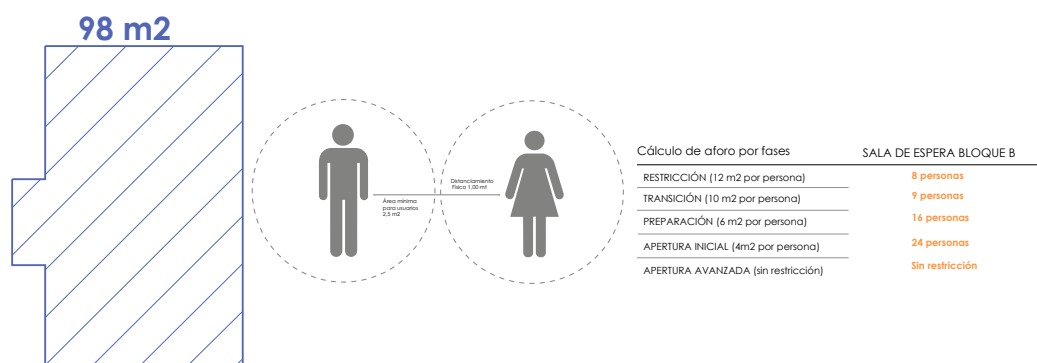 98 m2
Distanciamiento
Físico 1,00 mt
Área mínima
para usuarios
2,5 m2
Cálculo de aforo por fases SALA DE ESPERA BLOQUE B
RESTRICCIÓN (12 m2 por persona) 8 personas
TRANSICIÓN (10 m2 por persona) 9 personas
PREPARACIÓN (6 m2 por persona) 16 personas
APERTURA INICIAL (4m2 por persona) 24 personas
APERTURA AVANZADA (sin restricción) Sin restricción